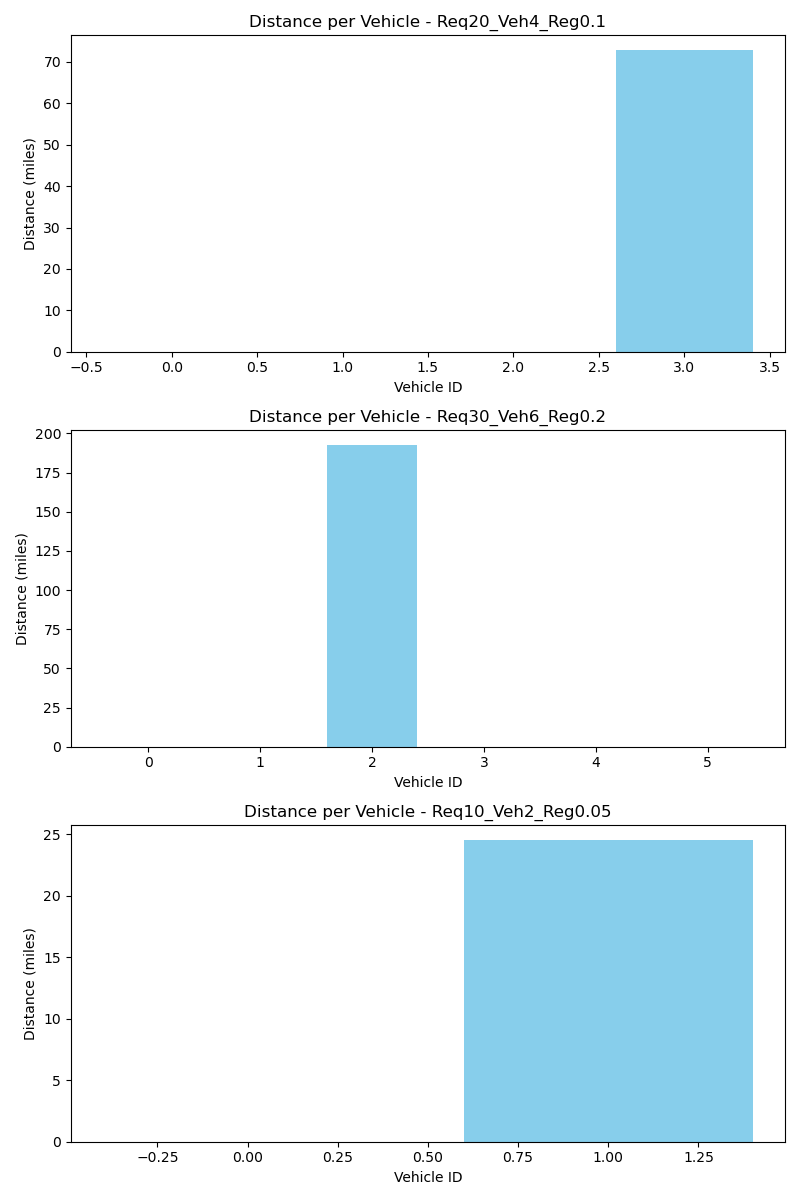 Distance per Vehicle - Req20_Veh4_Reg0.1
70
60
50
40
30
20
10
0
Distance (miles)
−0.5 0.0 0.5 1.0 1.5 2.0 2.5 3.0 3.5
Vehicle ID
Distance per Vehicle - Req30_Veh6_Reg0.2
200
175
150
125
100
75
50
25
0
Distance (miles)
0 1 2 3 4 5
Vehicle ID
Distance per Vehicle - Req10_Veh2_Reg0.05
25
20
15
10
5
0
Distance (miles)
−0.25 0.00 0.25 0.50 0.75 1.00 1.25
Vehicle ID